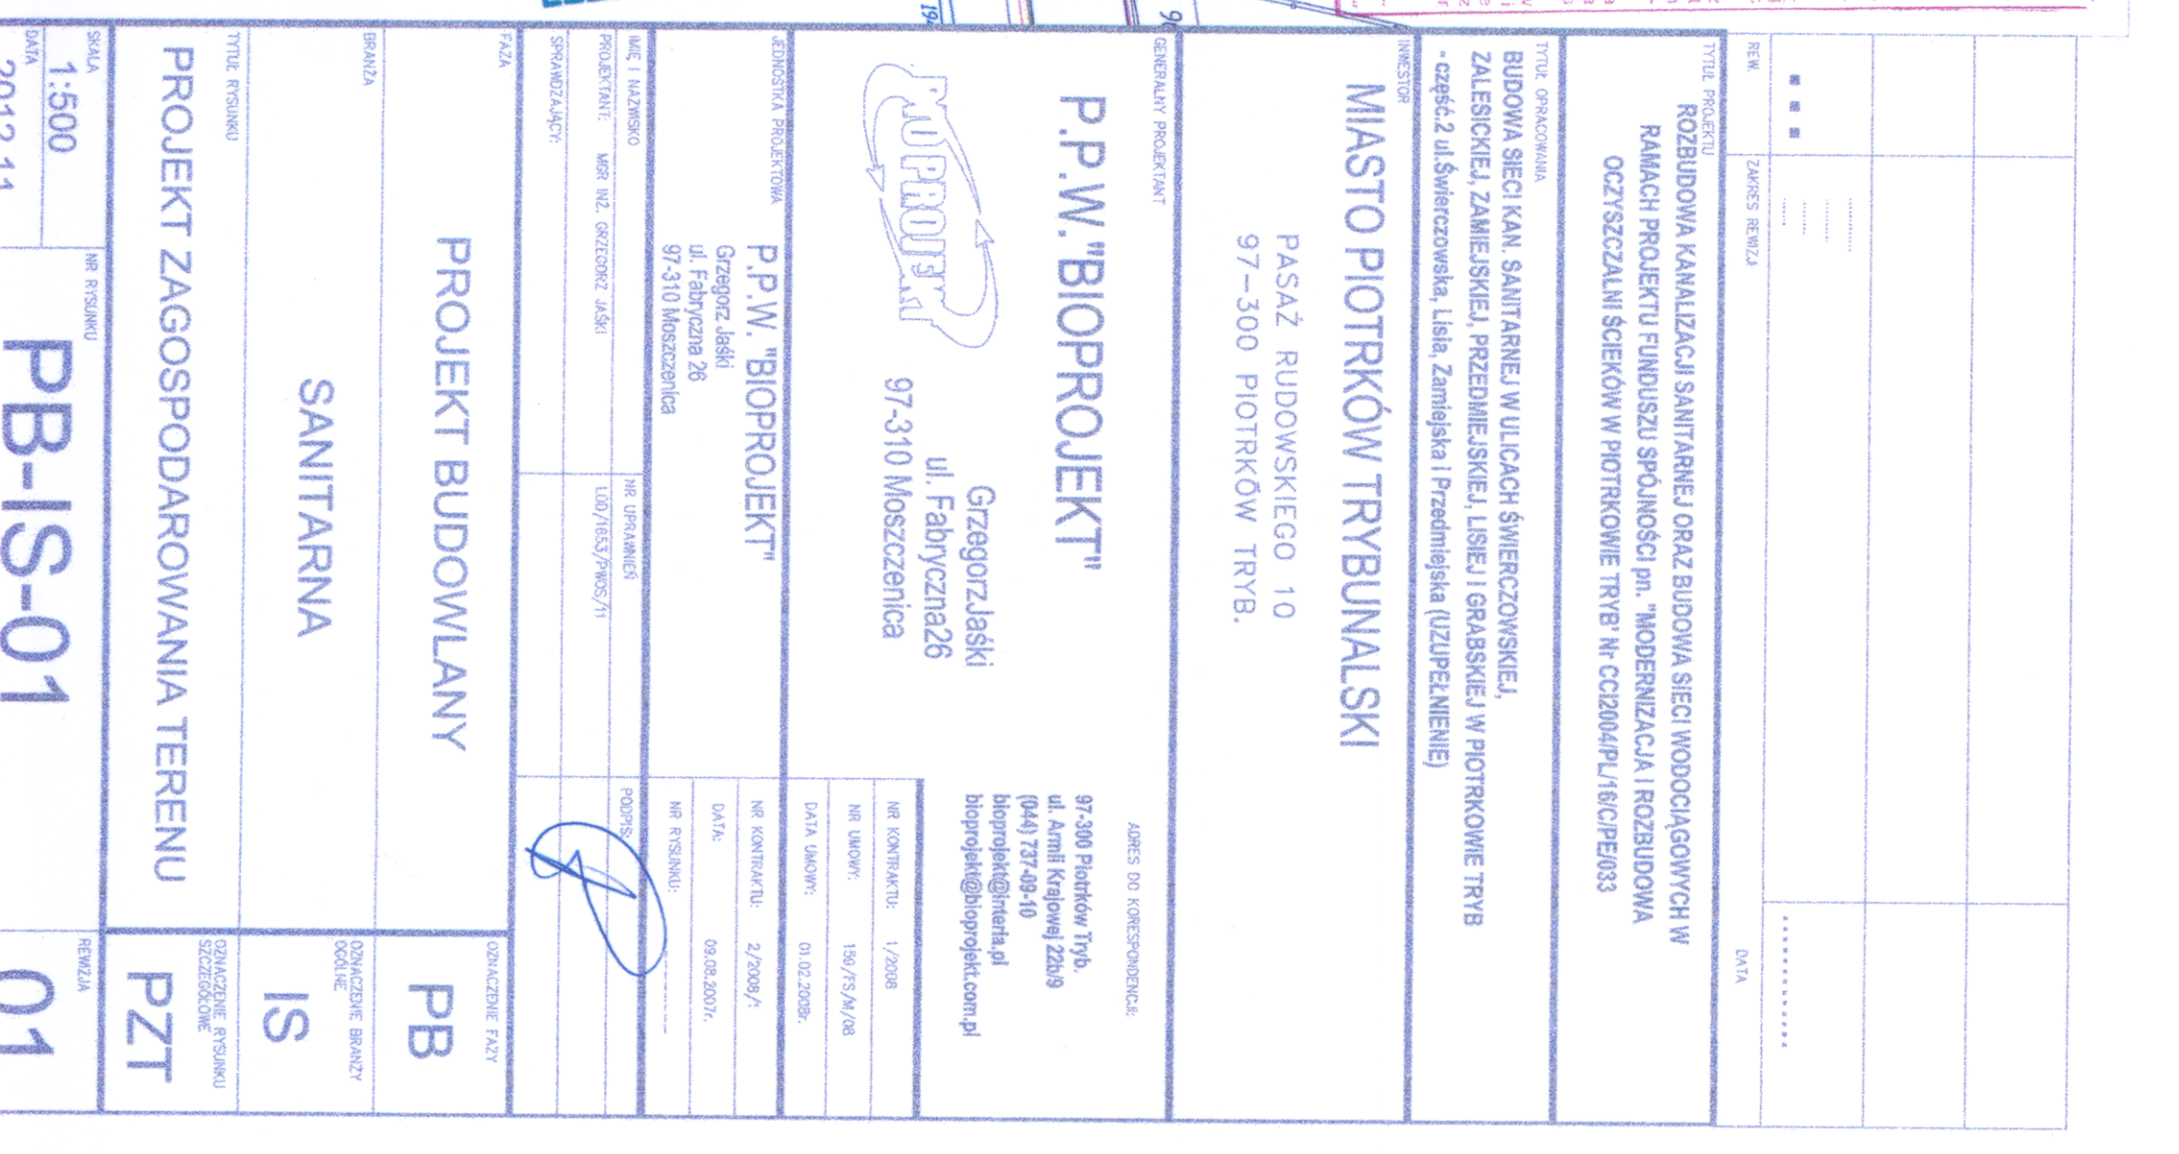 REW.
ZAKRES REWIZJI
DATA
TYTUŁ PROJEKTU
ROZBUDOWA KANALIZACJI SANITARNEJ ORAZ BUDOWA SIECI WODOCIĄGOWYCH W
RAMACH PROJEKTU FUNDUSZU SPÓJNOŚCI pn. "MODERNIZACJA I ROZBUDOWA
OCZYSZCZALNI ŚCIEKÓW W PIOTRKOWIE TRYB' Nr CCI2004/PL/16/C/PE/033
TYTUŁ OPRACOWANIA
BUDOWA SIECI KAN. SANITARNEJ W ULICACH ŚWIERCZOWSKIEJ,
ZALESICKIEJ, ZAMIEJSKIEJ, PRZEDMIEJSKIEJ, LISIEJ I GRABSKIEJ W PIOTRKOWIE TRYB
- część.2 ul.Świerczowska, Lisia, Zamiejska i Przedmiejska (UZUPEŁNIENIE)
INWESTOR
MIASTO PIOTRKÓW TRYBUNALSKI
PASAŻ RUDOWSKIEGO 10
97-300 PIOTRKÓW TRYB.
GENERALNY PROJEKTANT
P.P.W."BIOPROJEKT"
GrzegorzJaśki
ul. Fabryczna26
97-310 Moszczenica
ADRES DO KORESPONDENCJI:
97-300 Piotrków Tryb.
ul. Armii Krajowej 22b/9
(044) 737-09-10
bioprojekt@interia.pl
bioprojekt@bioprojekt.com.pl
NR KONTRAKTU: 1/2008
NR UMOWY: 159/FS/M/08
DATA UMOWY: 01.02.2008r.
JEDNOSTKA PROJEKTOWA
P.P.W. "BIOPROJEKT"
Grzegorz Jaśki
ul. Fabryczna 26
97-310 Moszczenica
NR KONTRAKTU: 2/2008/1
DATA: 09.08.2007r.
NR RYSUNKU:
IMIĘ I NAZWISKO
NR UPRAWNIEŃ
PODPIS:
PROJEKTANT: MGR INŻ. GRZEGORZ JAŚKI
LOD/1653/PWOS/11
SPRAWDZAJĄCY:
FAZA
PROJEKT BUDOWLANY
OZNACZENIE FAZY
PB
BRANŻA
SANITARNA
OZNACZENIE BRANŻY
OGÓLNE
IS
TYTUŁ RYSUNKU
PROJEKT ZAGOSPODAROWANIA TERENU
OZNACZENIE RYSUNKU
SZCZEGÓŁOWE
PZT
SKALA
1:500
NR RYSUNKU
PB-IS-01
REWIZJA
01
DATA
2012.11